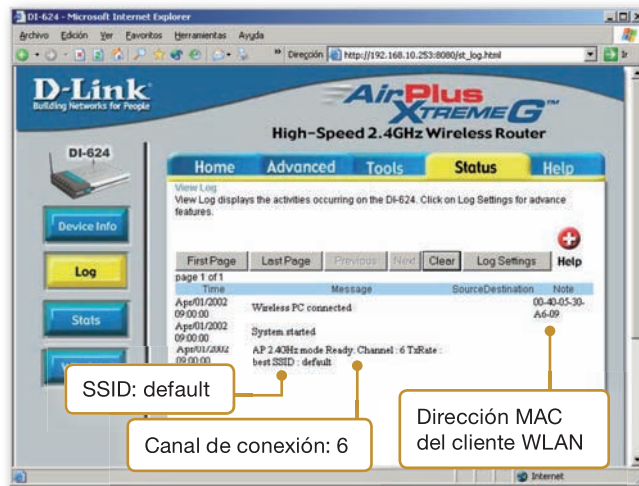 DI-624 - Microsoft Internet Explorer
Archivo Edición Ver Favoritos Herramientas Ayuda
Dirección http://192.168.10.253:8080/st_log.html Ir
D-Link
Building Networks for People
AirPlus
XTREME G™
High-Speed 2.4GHz Wireless Router
DI-624
Home Advanced Tools Status Help
View Log
View Log displays the activities occurring on the DI-624. Click on Log Settings for advance
features.
Device Info
Log
Stats
Help
First Page Last Page Previous Next Clear Log Settings
page 1 of 1
Time Message Source Destination Note
Apr/01/2002
09:00:00
Wireless PC connected
00-40-05-30-
A6-09
Apr/01/2002
09:00:00
System started
Apr/01/2002
09:00:00
AP 2.40Hz mode Ready. Channel : 6 TxRate :
best SSID : default
SSID: default
Canal de conexión: 6
Dirección MAC
del cliente WLAN
Internet